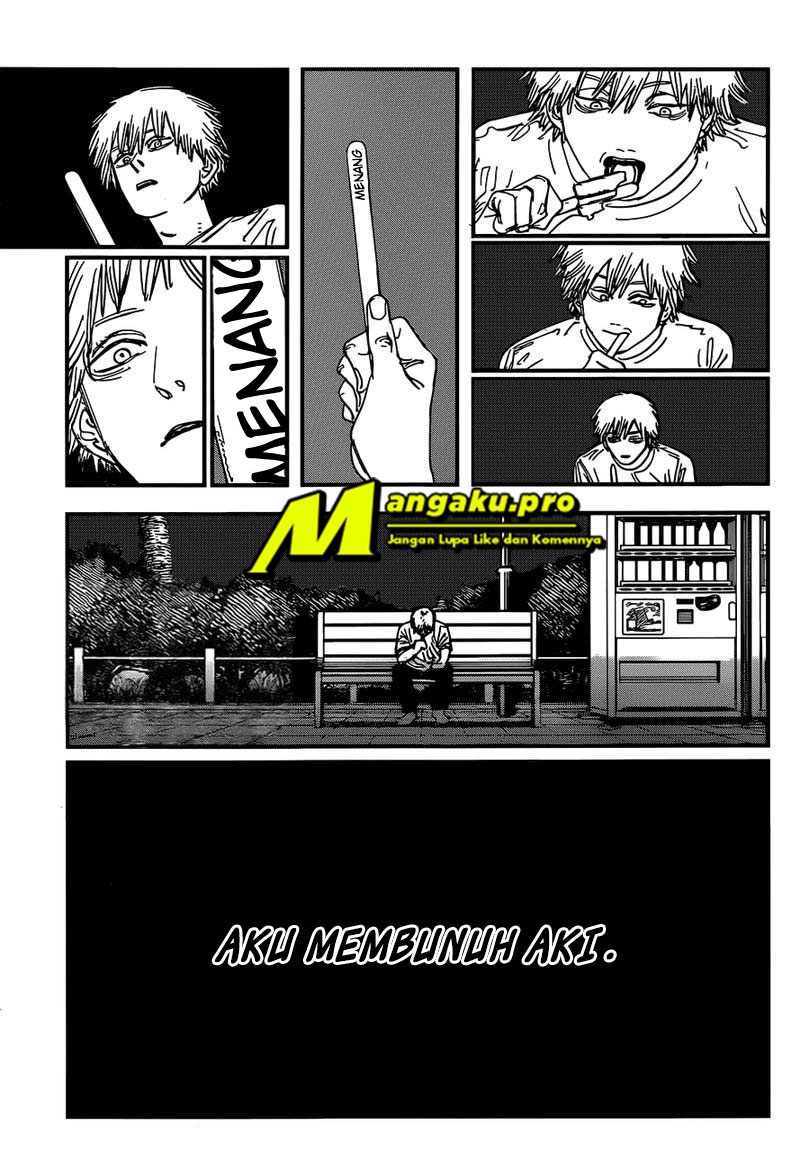 MENANG
MENANG
Mangaku.pro
Jangan Lupa Like dan Komennya
AKU MEMBUNUH AKI.